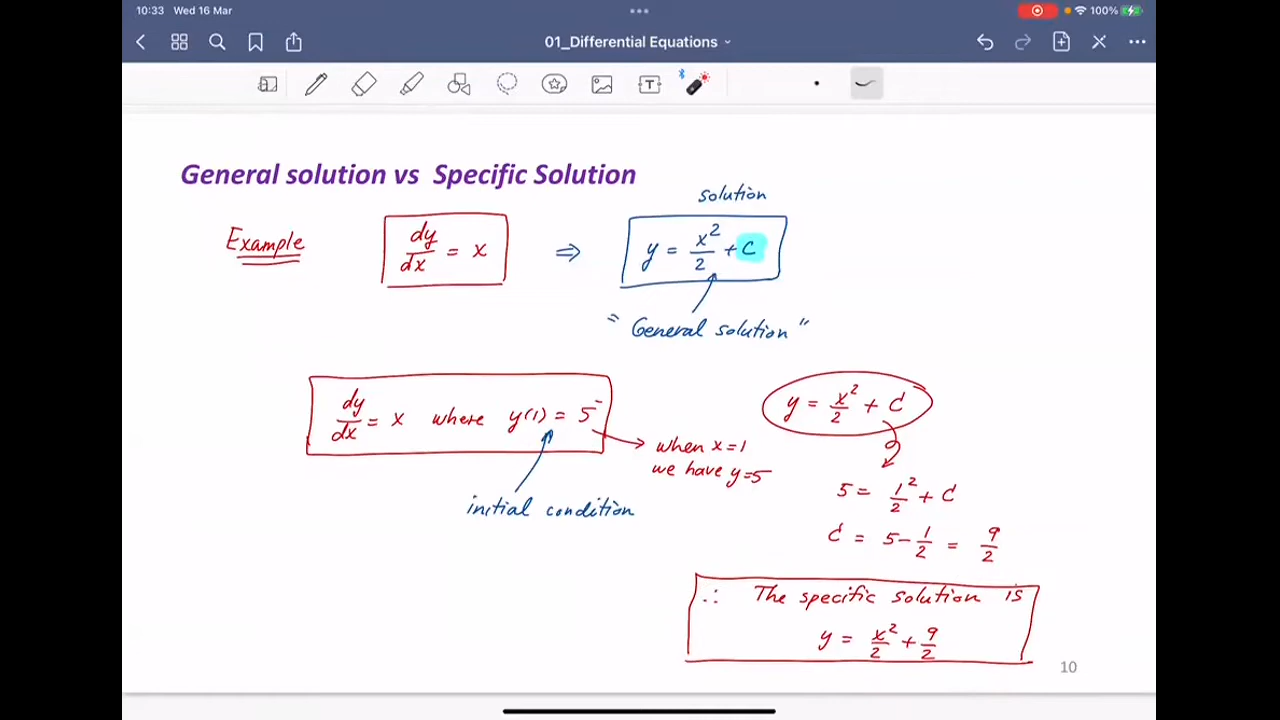 10:33 Wed 16 Mar
100%
01_Differential Equations
T
General solution vs Specific Solution
solution
Example
dy/dx = x ⇒ y = x²/2 + C
"General solution"
dy/dx = x where y(1) = 5
when x=1
we have y=5
initial condition
y = x²/2 + C
5 = 1²/2 + C
C = 5 - 1/2 = 9/2
∴ The specific solution is
y = x²/2 + 9/2
10